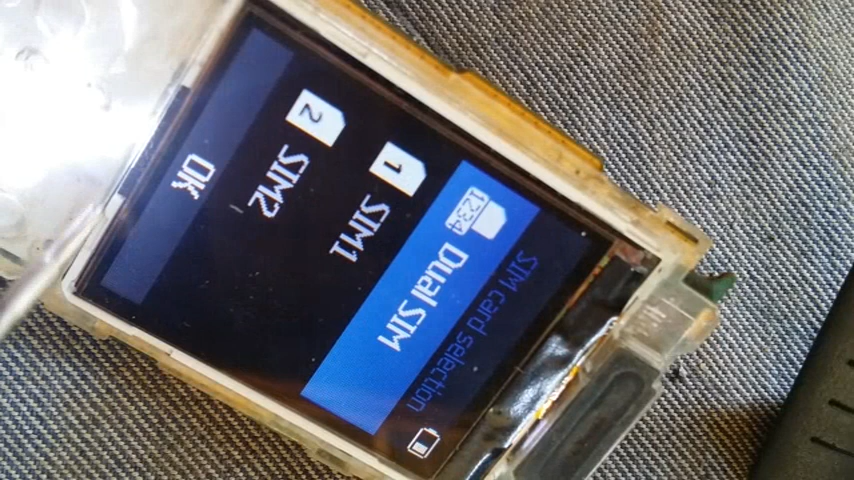 SIM card selection
1234 Dual SIM
1 SIM1
2 SIM2
OK